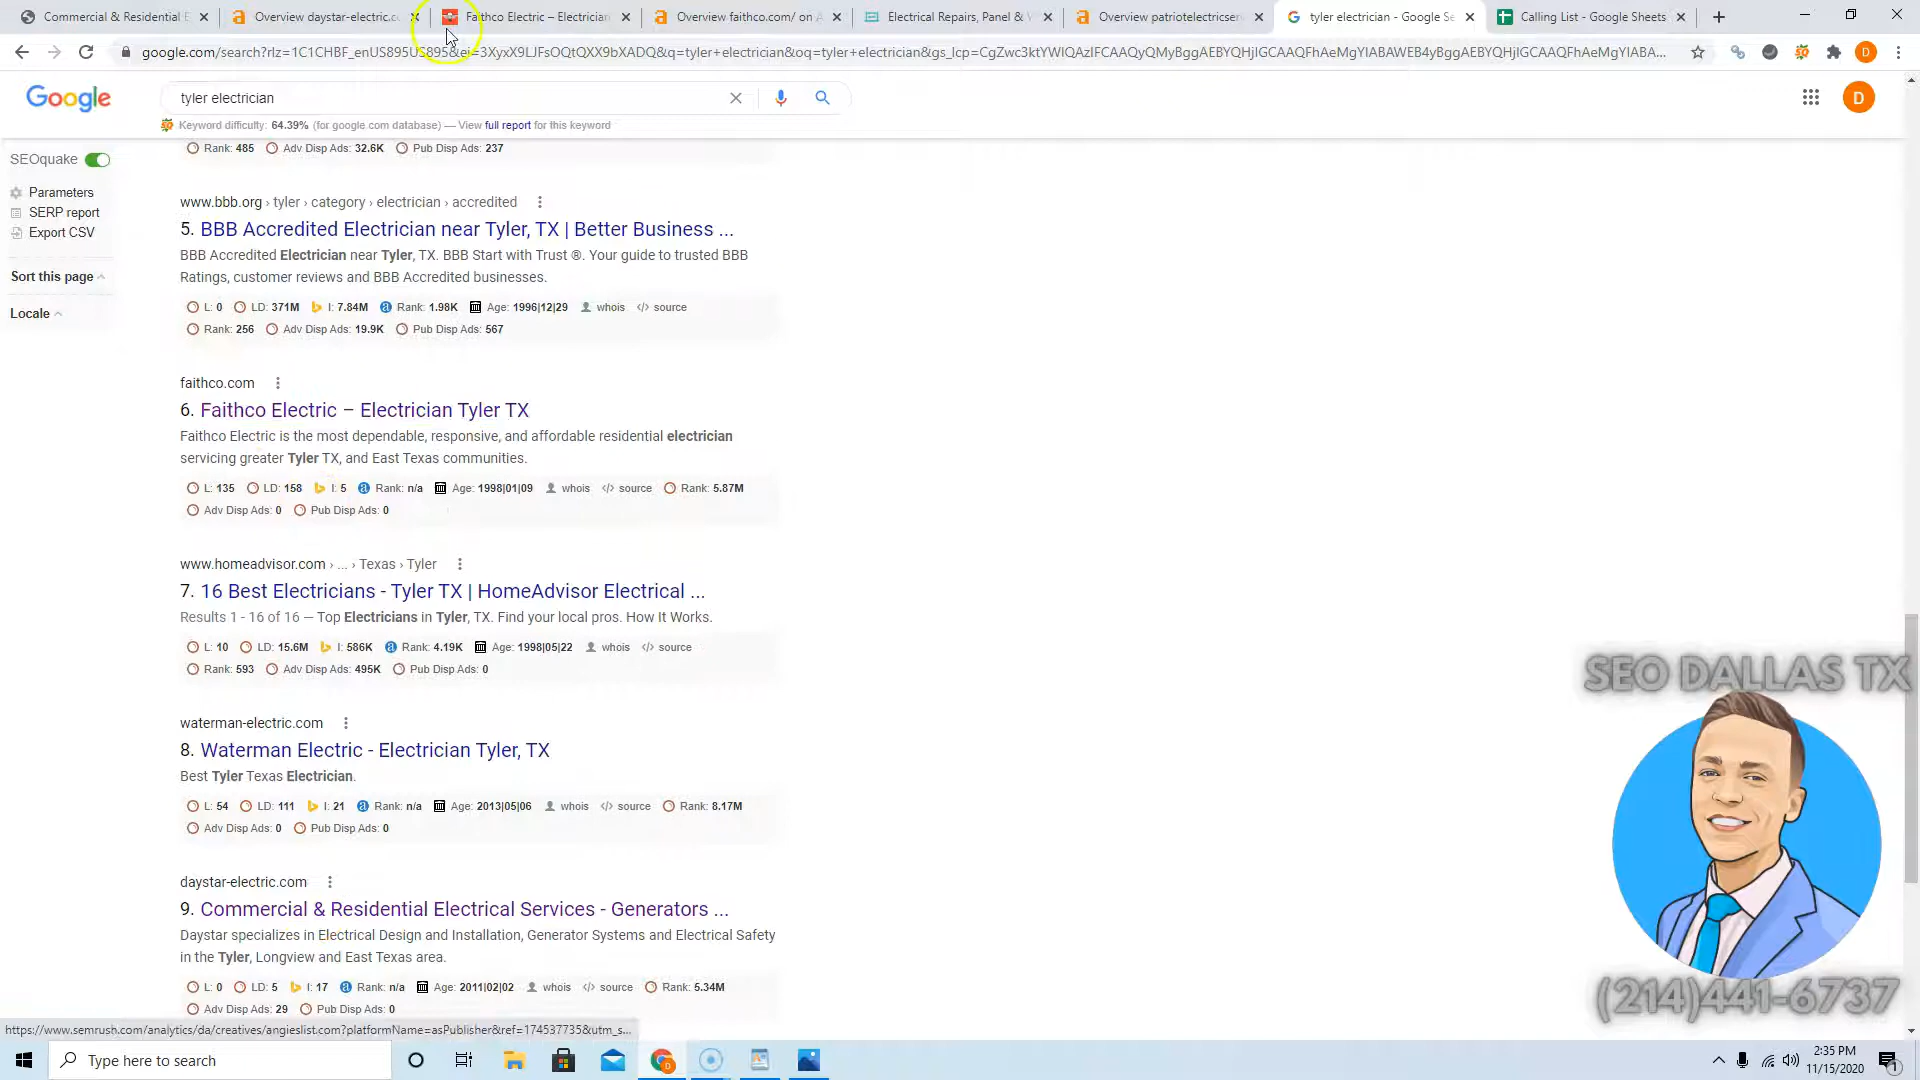 Commercial & Residential E
Overview daystar-electric.c
Faithco Electric – Electrician
Overview faithco.com/ on A
Electrical Repairs, Panel & W
Overview patriotelectricserv
tyler electrician - Google Se
Calling List - Google Sheets
tyler electrician
Keyword difficulty: 64.39% (for google.com database) — View full report for this keyword
Google
D
D
SEOquake
Parameters
SERP report
Export CSV
Sort this page
Locale
Rank: 485 Adv Disp Ads: 32.6K Pub Disp Ads: 237
www.bbb.org › tyler › category › electrician › accredited
5. BBB Accredited Electrician near Tyler, TX | Better Business ...
BBB Accredited Electrician near Tyler, TX. BBB Start with Trust ®. Your guide to trusted BBB
Ratings, customer reviews and BBB Accredited businesses.
L: 0 LD: 371M I: 7.84M Rank: 1.98K Age: 1996|12|29 whois source
Rank: 256 Adv Disp Ads: 19.9K Pub Disp Ads: 567
faithco.com
6. Faithco Electric – Electrician Tyler TX
Faithco Electric is the most dependable, responsive, and affordable residential electrician
servicing greater Tyler TX, and East Texas communities.
L: 135 LD: 158 I: 5 Rank: n/a Age: 1998|01|09 whois source Rank: 5.87M
Adv Disp Ads: 0 Pub Disp Ads: 0
www.homeadvisor.com › ... › Texas › Tyler
7. 16 Best Electricians - Tyler TX | HomeAdvisor Electrical ...
Results 1 - 16 of 16 — Top Electricians in Tyler, TX. Find your local pros. How It Works.
L: 10 LD: 15.6M I: 586K Rank: 4.19K Age: 1998|05|22 whois source
Rank: 593 Adv Disp Ads: 495K Pub Disp Ads: 0
waterman-electric.com
8. Waterman Electric - Electrician Tyler, TX
Best Tyler Texas Electrician.
L: 54 LD: 111 I: 21 Rank: n/a Age: 2013|05|06 whois source Rank: 8.17M
Adv Disp Ads: 0 Pub Disp Ads: 0
daystar-electric.com
9. Commercial & Residential Electrical Services - Generators ...
Daystar specializes in Electrical Design and Installation, Generator Systems and Electrical Safety
in the Tyler, Longview and East Texas area.
L: 0 LD: 5 I: 17 Rank: n/a Age: 2011|02|02 whois source Rank: 5.34M
Adv Disp Ads: 29 Pub Disp Ads: 0
SEO DALLAS TX
(214)441-6737
https://www.semrush.com/analytics/da/creatives/angieslist.com?platformName=asPublisher&ref=174537735&utm_s...
Type here to search
2:35 PM
11/15/2020